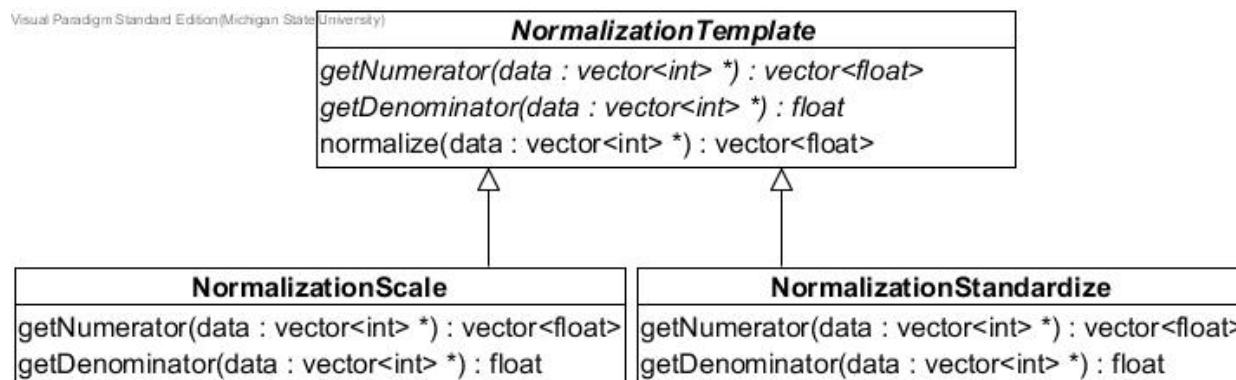 Visual Paradigm Standard Edition(Michigan State University)
NormalizationTemplate
getNumerator(data : vector<int> *) : vector<float>
getDenominator(data : vector<int> *) : float
normalize(data : vector<int> *) : vector<float>
NormalizationScale
getNumerator(data : vector<int> *) : vector<float>
getDenominator(data : vector<int> *) : float
NormalizationStandardize
getNumerator(data : vector<int> *) : vector<float>
getDenominator(data : vector<int> *) : float